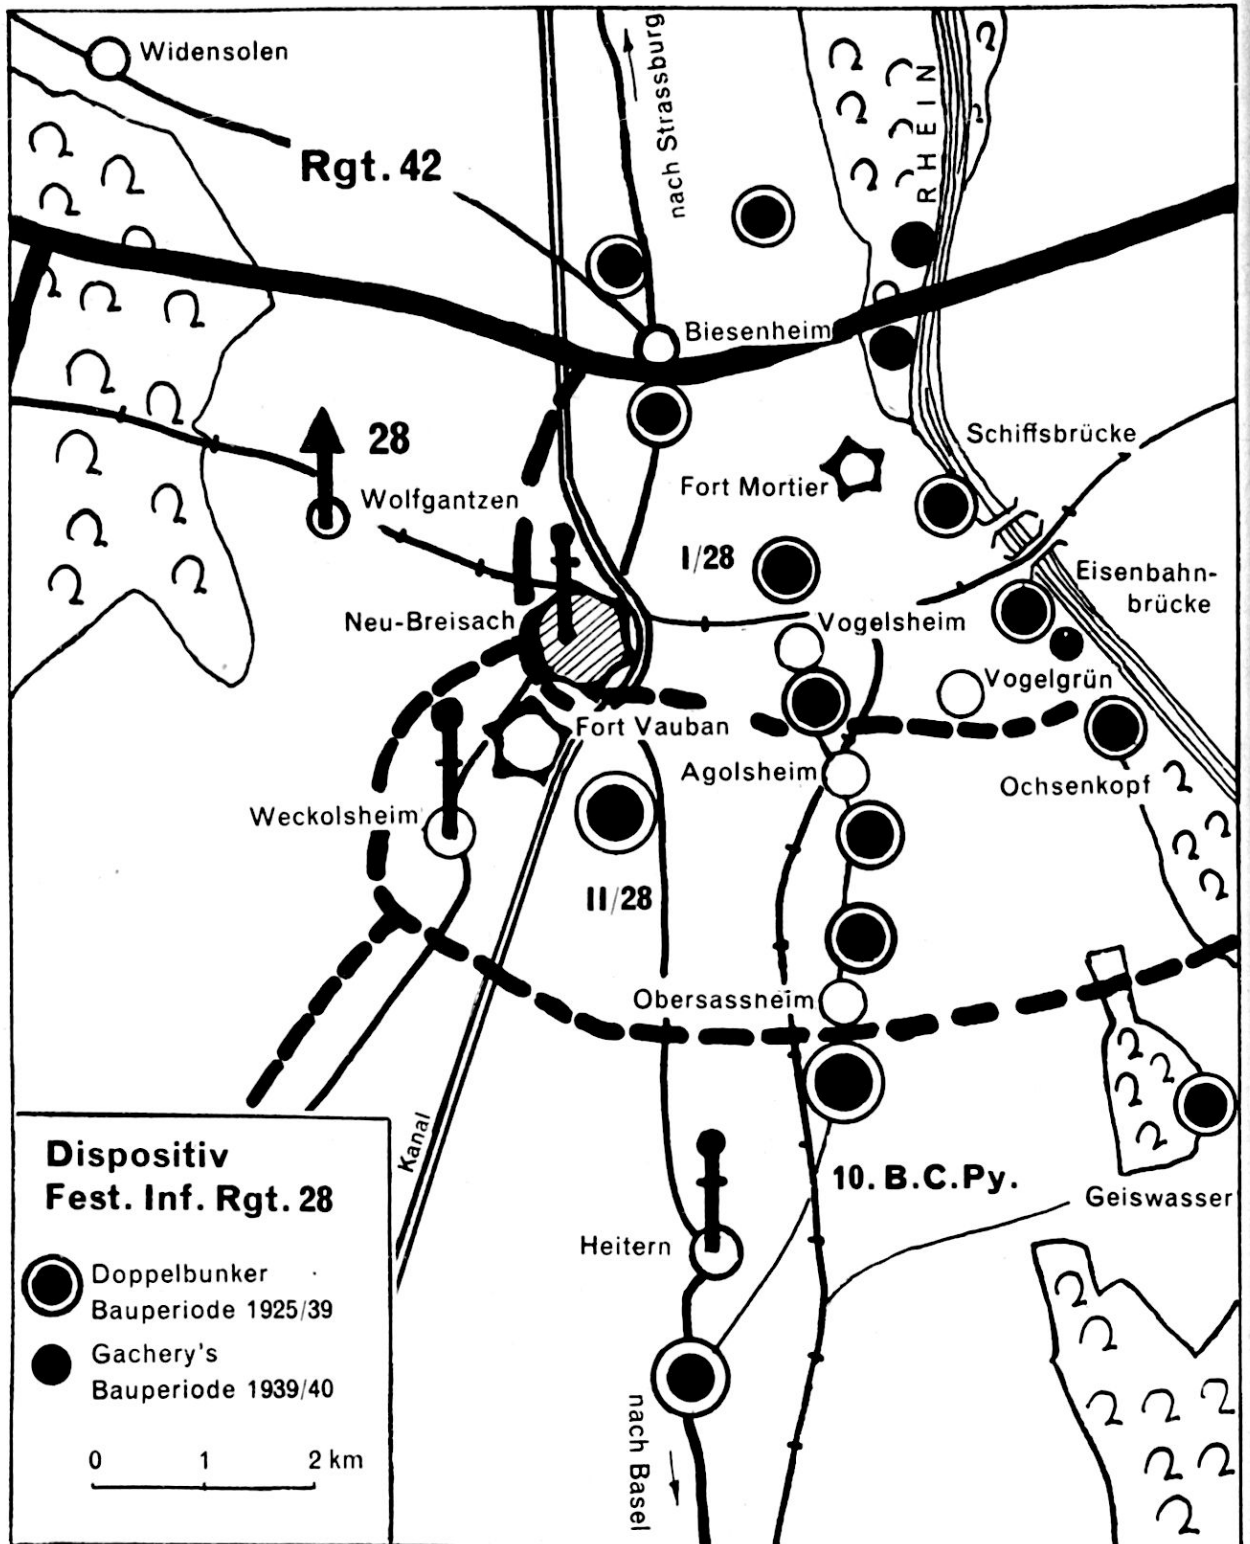 Widensolen
nach Strassburg
RHEIN
Rgt. 42
Biesenheim
28
Schiffsbrücke
Fort Mortier
Wolfgantzen
I/28
Eisenbahn-
brücke
Neu-Breisach
Vogelsheim
Vogelgrün
Fort Vauban
Agolsheim
Ochsenkopf
Weckolsheim
II/28
Obersassheim
Kanal
10. B.C.Py.
Geiswasser
Heitern
nach Basel
Dispositiv
Fest. Inf. Rgt. 28
Doppelbunker
Bauperiode 1925/39
Gachery's
Bauperiode 1939/40
0 1 2 km